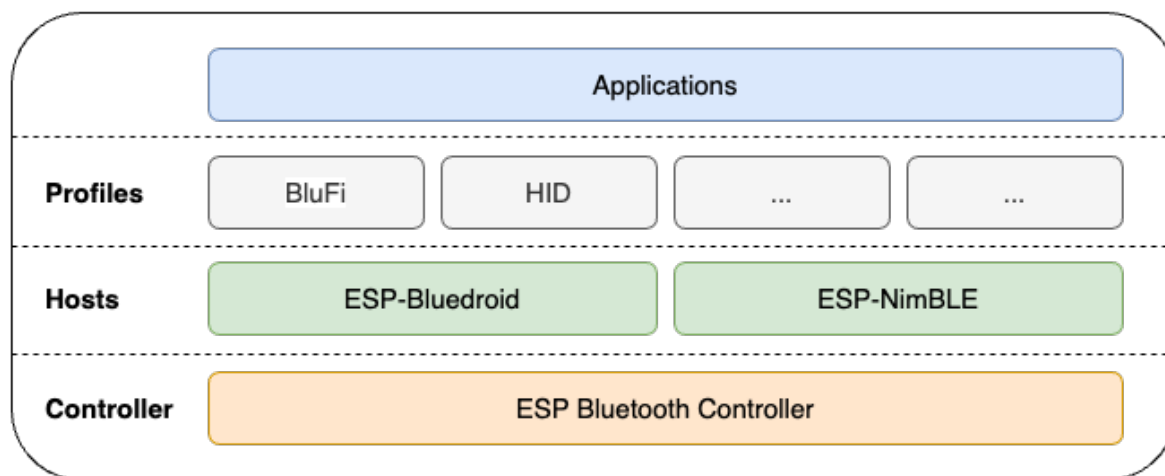 Applications
Profiles BluFi HID ... ...
Hosts ESP-Bluedroid ESP-NimBLE
Controller ESP Bluetooth Controller